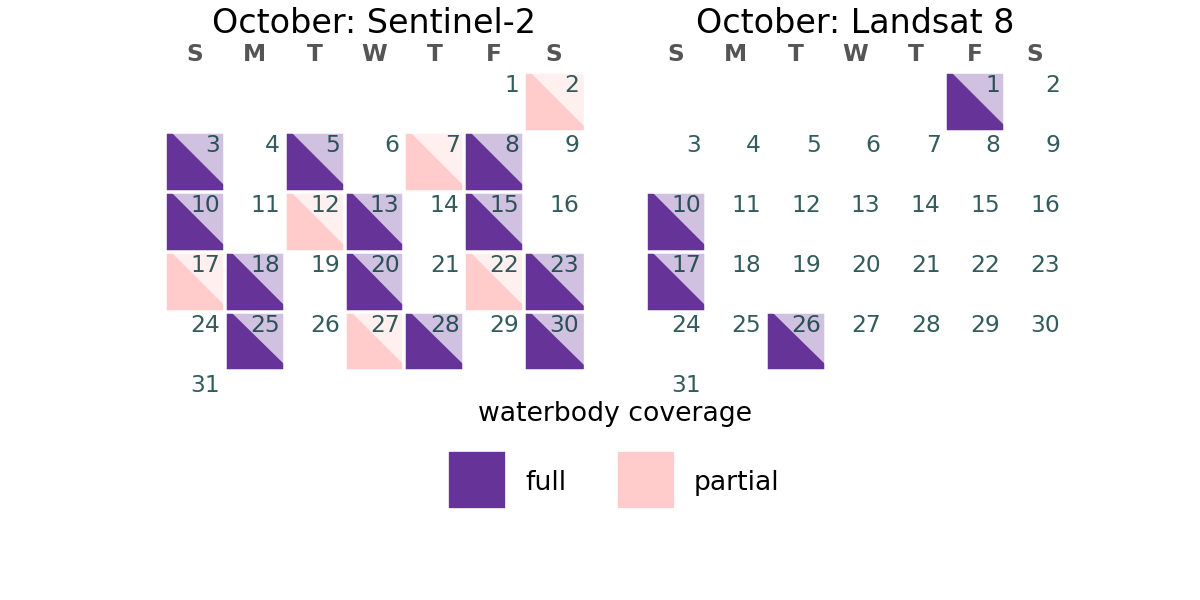 October: Sentinel-2
S M T W T F S
1 2
3 4 5 6 7 8 9
10 11 12 13 14 15 16
17 18 19 20 21 22 23
24 25 26 27 28 29 30
31
October: Landsat 8
S M T W T F S
1 2
3 4 5 6 7 8 9
10 11 12 13 14 15 16
17 18 19 20 21 22 23
24 25 26 27 28 29 30
31
waterbody coverage
full partial